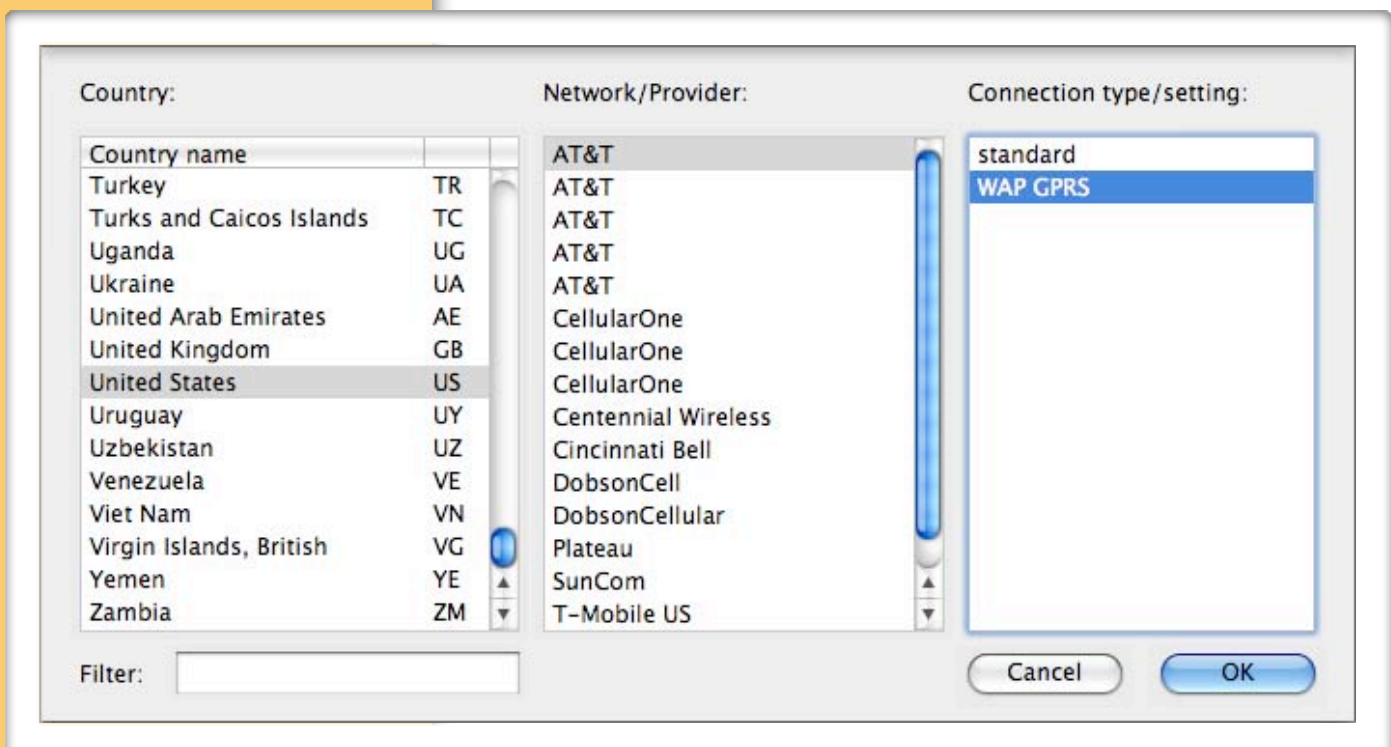 Country:
Network/Provider:
Connection type/setting:
Country name
Turkey TR
Turks and Caicos Islands TC
Uganda UG
Ukraine UA
United Arab Emirates AE
United Kingdom GB
United States US
Uruguay UY
Uzbekistan UZ
Venezuela VE
Viet Nam VN
Virgin Islands, British VG
Yemen YE
Zambia ZM
AT&T
AT&T
AT&T
AT&T
AT&T
CellularOne
CellularOne
CellularOne
Centennial Wireless
Cincinnati Bell
DobsonCell
DobsonCellular
Plateau
SunCom
T-Mobile US
standard
WAP GPRS
Filter:
Cancel
OK